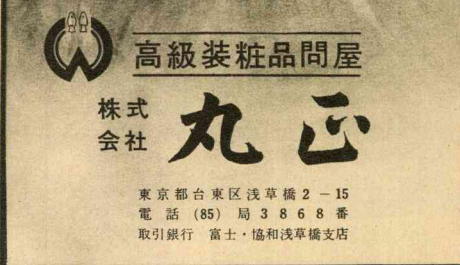 高級装粧品問屋
株式会社 丸正
東京都台東区浅草橋2－15
電話(85)局3868番
取引銀行 富士・協和浅草橋支店